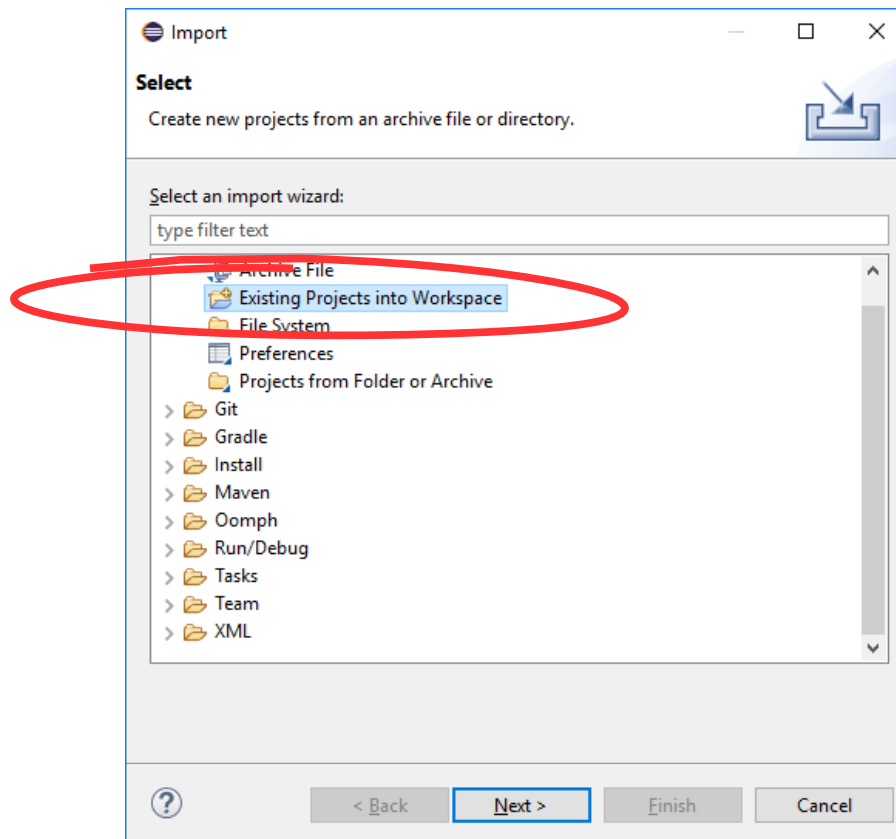 Import
Select
Create new projects from an archive file or directory.
Select an import wizard:
type filter text
Archive File
Existing Projects into Workspace
File System
Preferences
Projects from Folder or Archive
Git
Gradle
Install
Maven
Oomph
Run/Debug
Tasks
Team
XML
? < Back Next > Finish Cancel